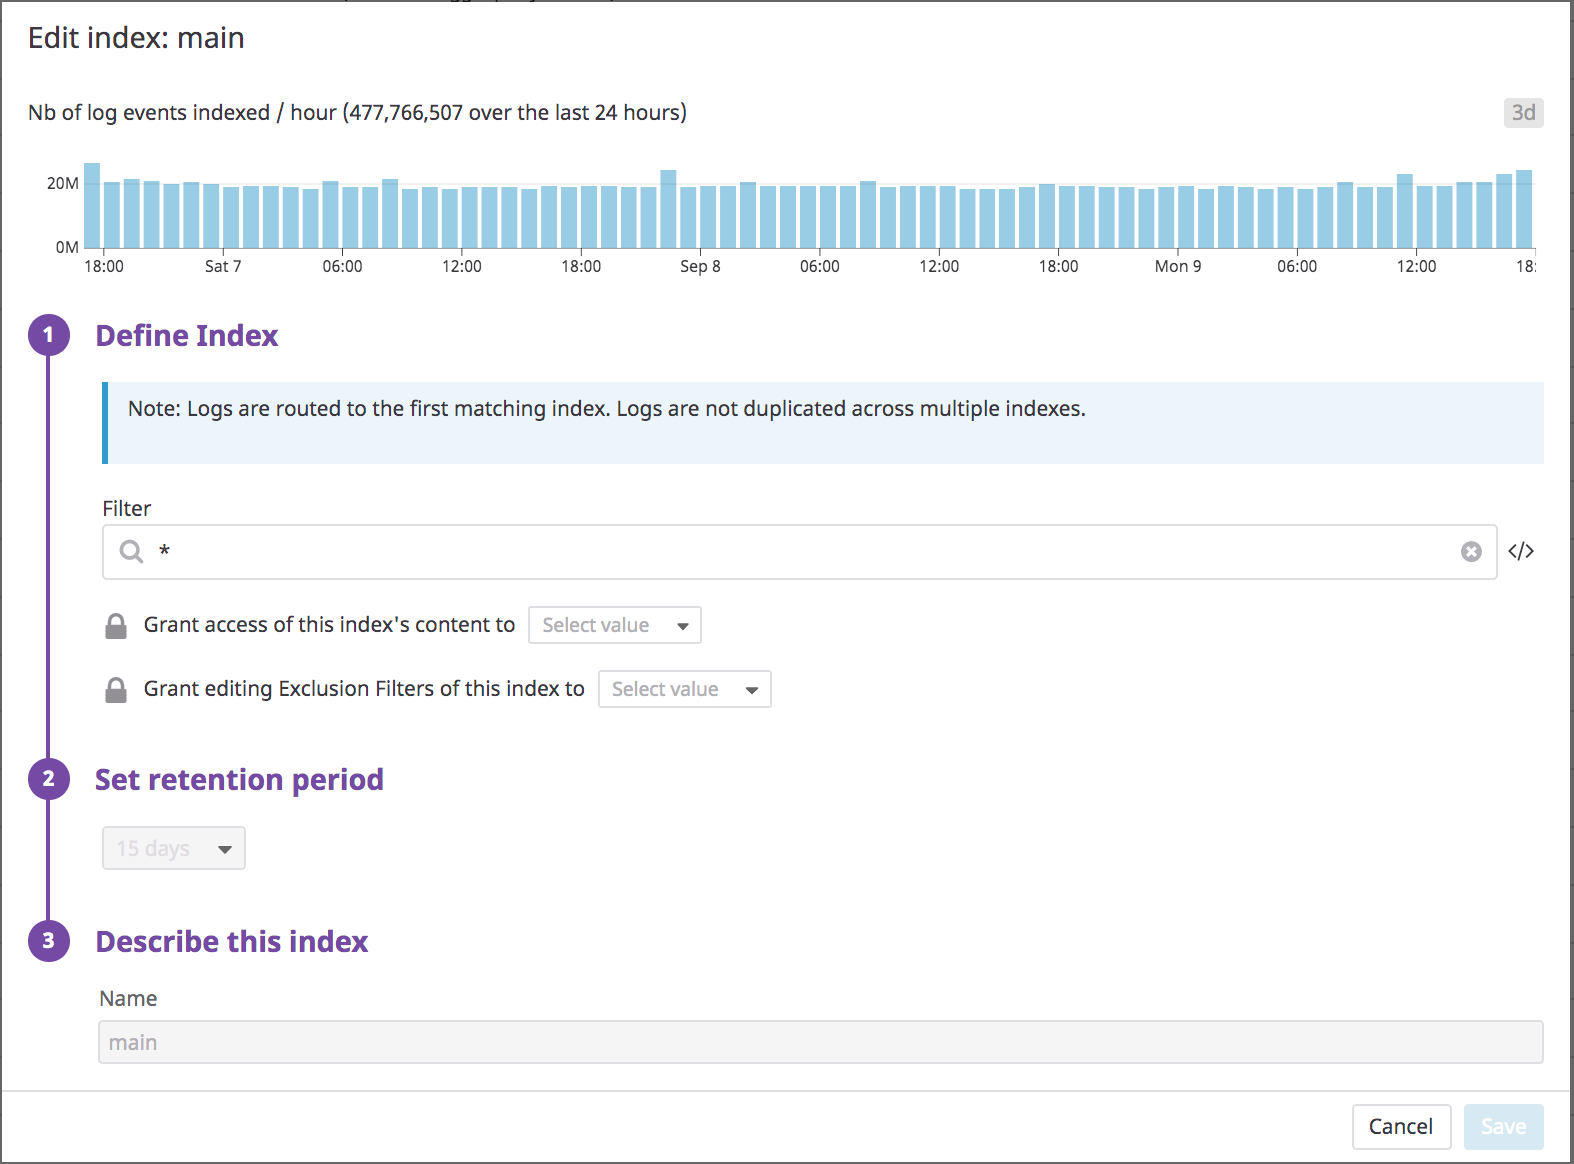 Edit index: main
Nb of log events indexed / hour (477,766,507 over the last 24 hours)
3d
20M
0M
18:00 Sat 7 06:00 12:00 18:00 Sep 8 06:00 12:00 18:00 Mon 9 06:00 12:00 18:
1 Define Index
Note: Logs are routed to the first matching index. Logs are not duplicated across multiple indexes.
Filter
* </>
Grant access of this index's content to Select value
Grant editing Exclusion Filters of this index to Select value
2 Set retention period
15 days
3 Describe this index
Name
main
Cancel Save